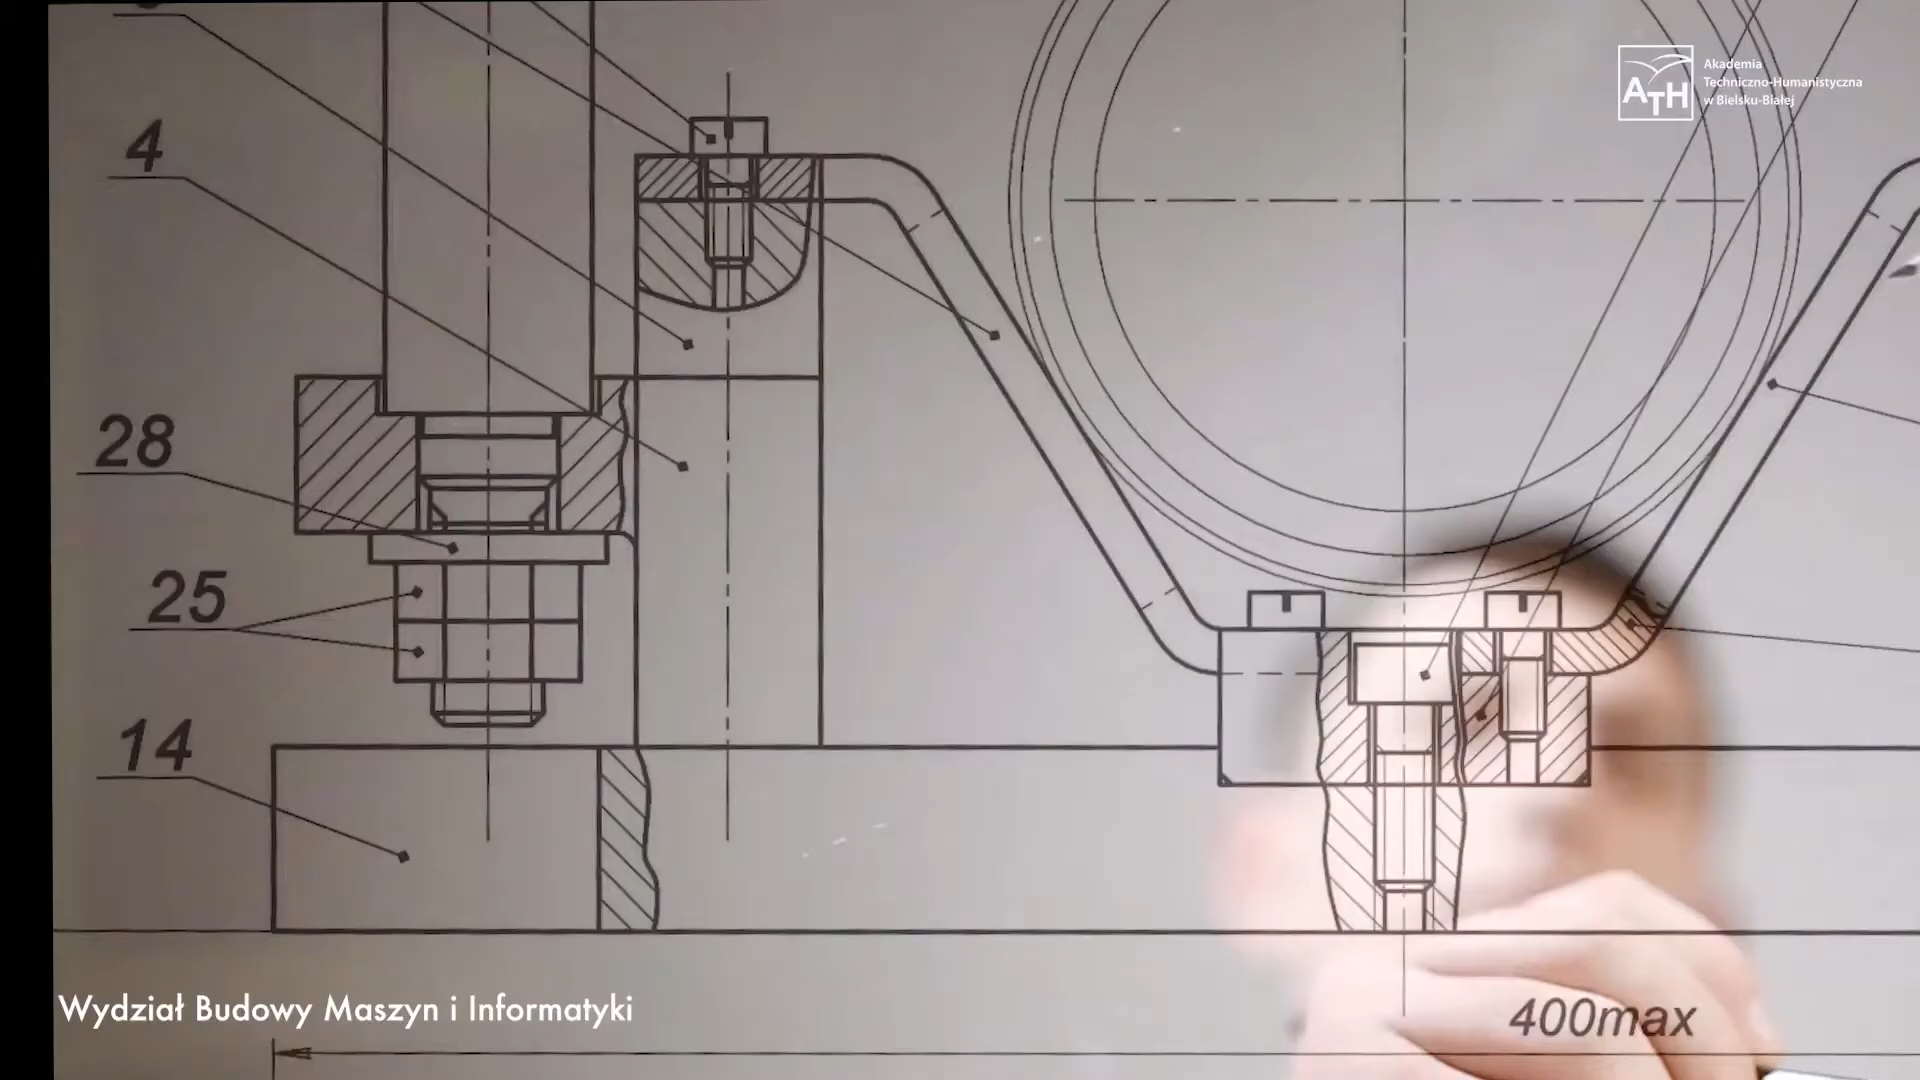 Akademia
Techniczno-Humanistyczna
w Bielsku-Białej
ATH
4
28
25
14
400max
Wydział Budowy Maszyn i Informatyki